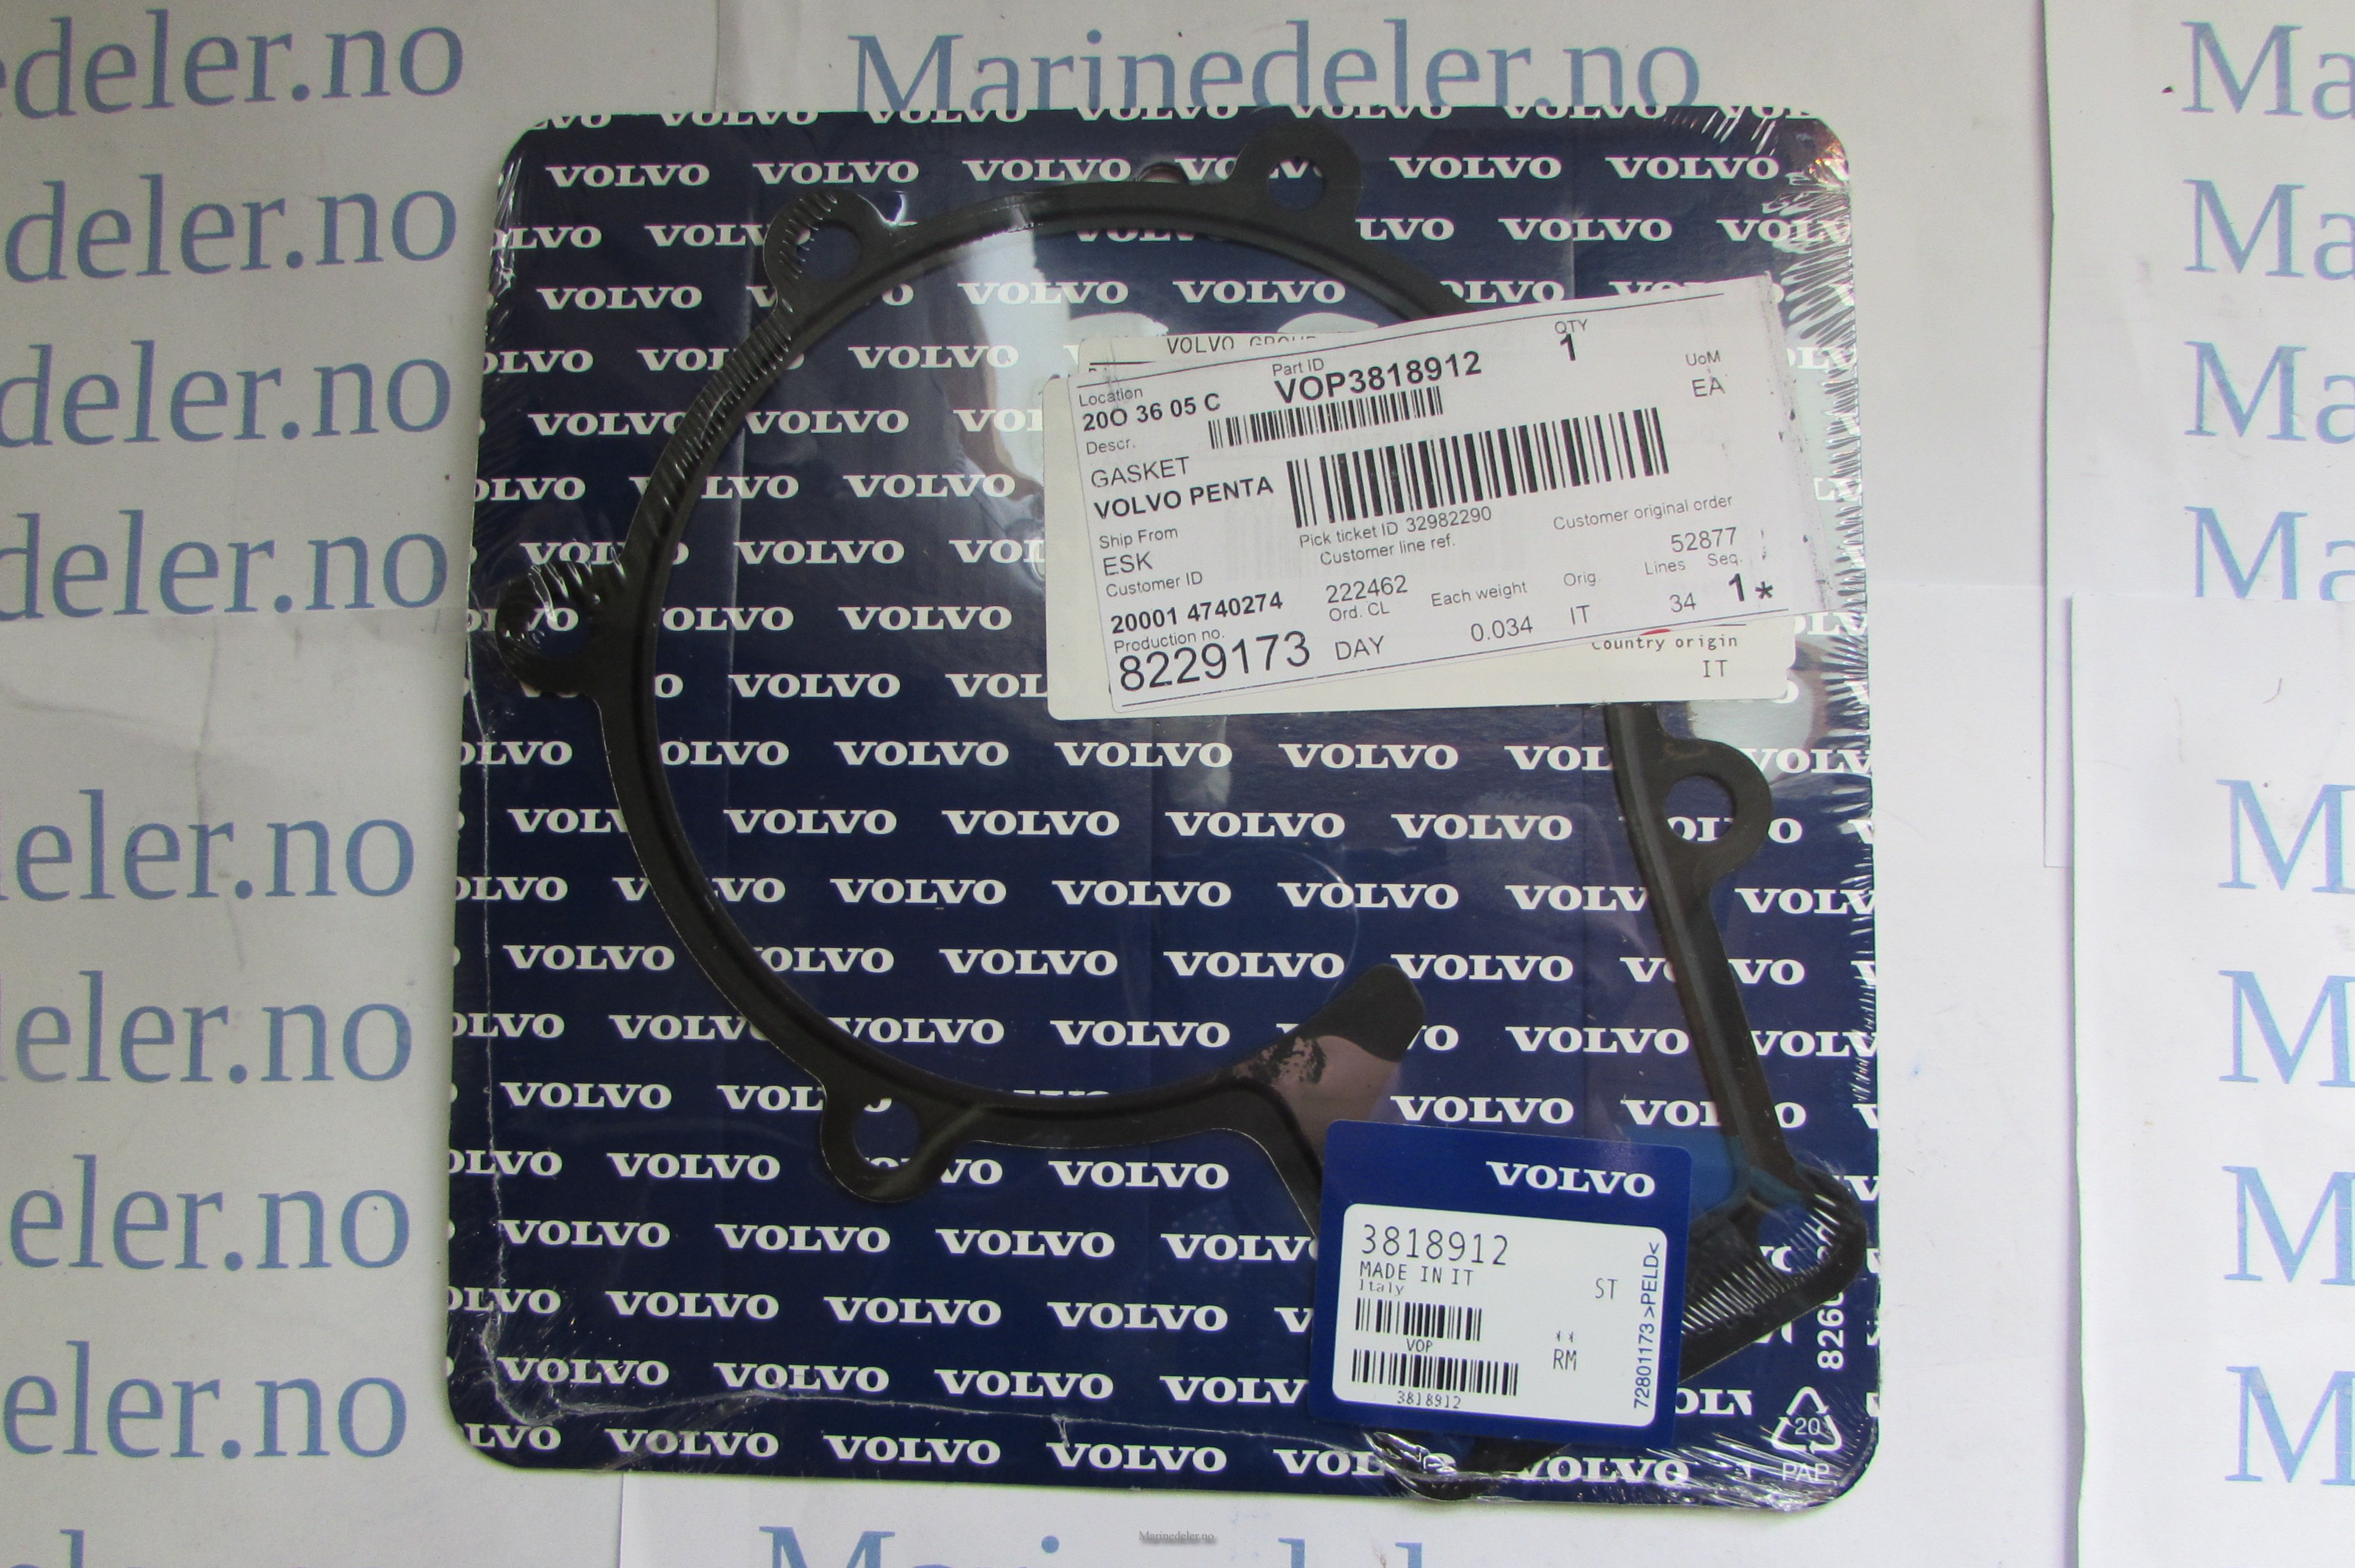 Marinedeler.no
VOLVO
VOLVO GROUP
Location
20O 36 05 C
Part ID
VOP3818912
QTY
1
UoM
EA
Descr.
GASKET
VOLVO PENTA
Ship From
ESK
Pick ticket ID 32982290
Customer line ref.
Customer original order
52877
Customer ID
20001 4740274
222462
Ord. CL
Each weight
Orig.
Lines
Seq.
Production no.
8229173
DAY
0.034
IT
34
1*
Country origin
IT
VOLVO
3818912
MADE IN IT
Italy
ST
VOP
**
RM
3818912
72801173 >PELD<
20
PAP
Marinedeler.no